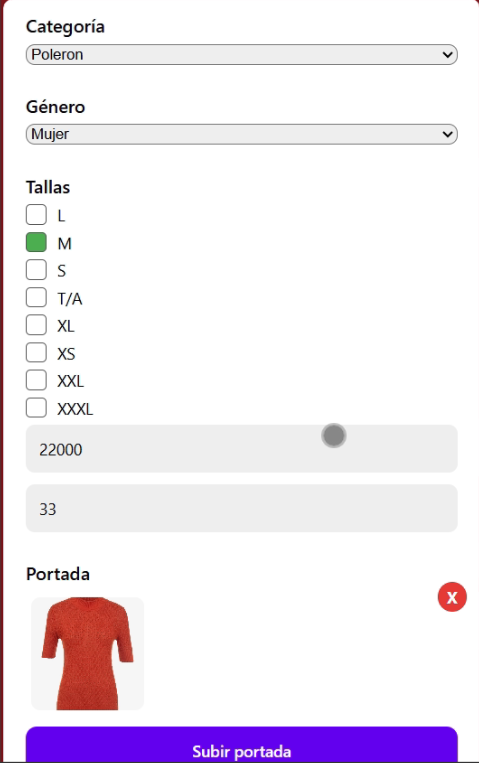 Categoría
Poleron
Género
Mujer
Tallas
L
M
S
T/A
XL
XS
XXL
XXXL
22000
33
Portada
X
Subir portada